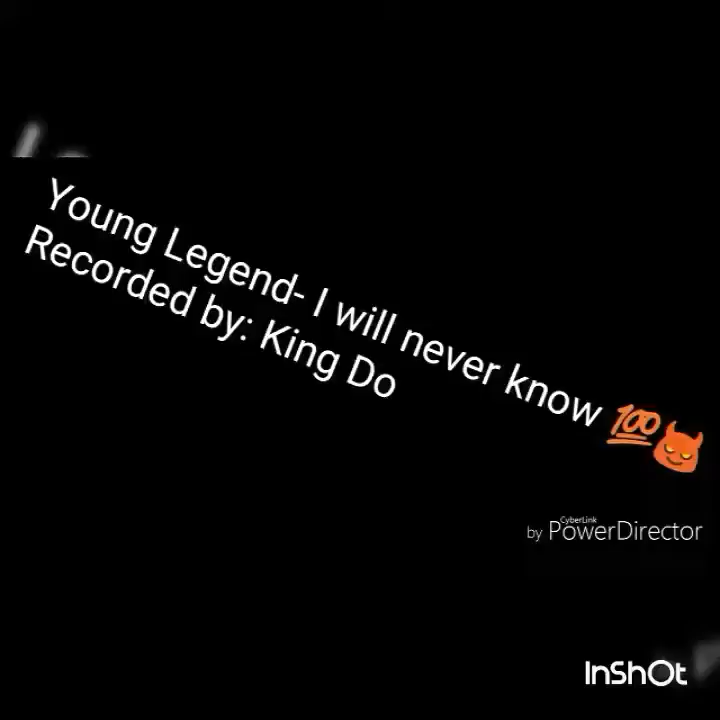 Young Legend- I will never know 💯😈
Recorded by: King Do
CyberLink
by PowerDirector
InShOt